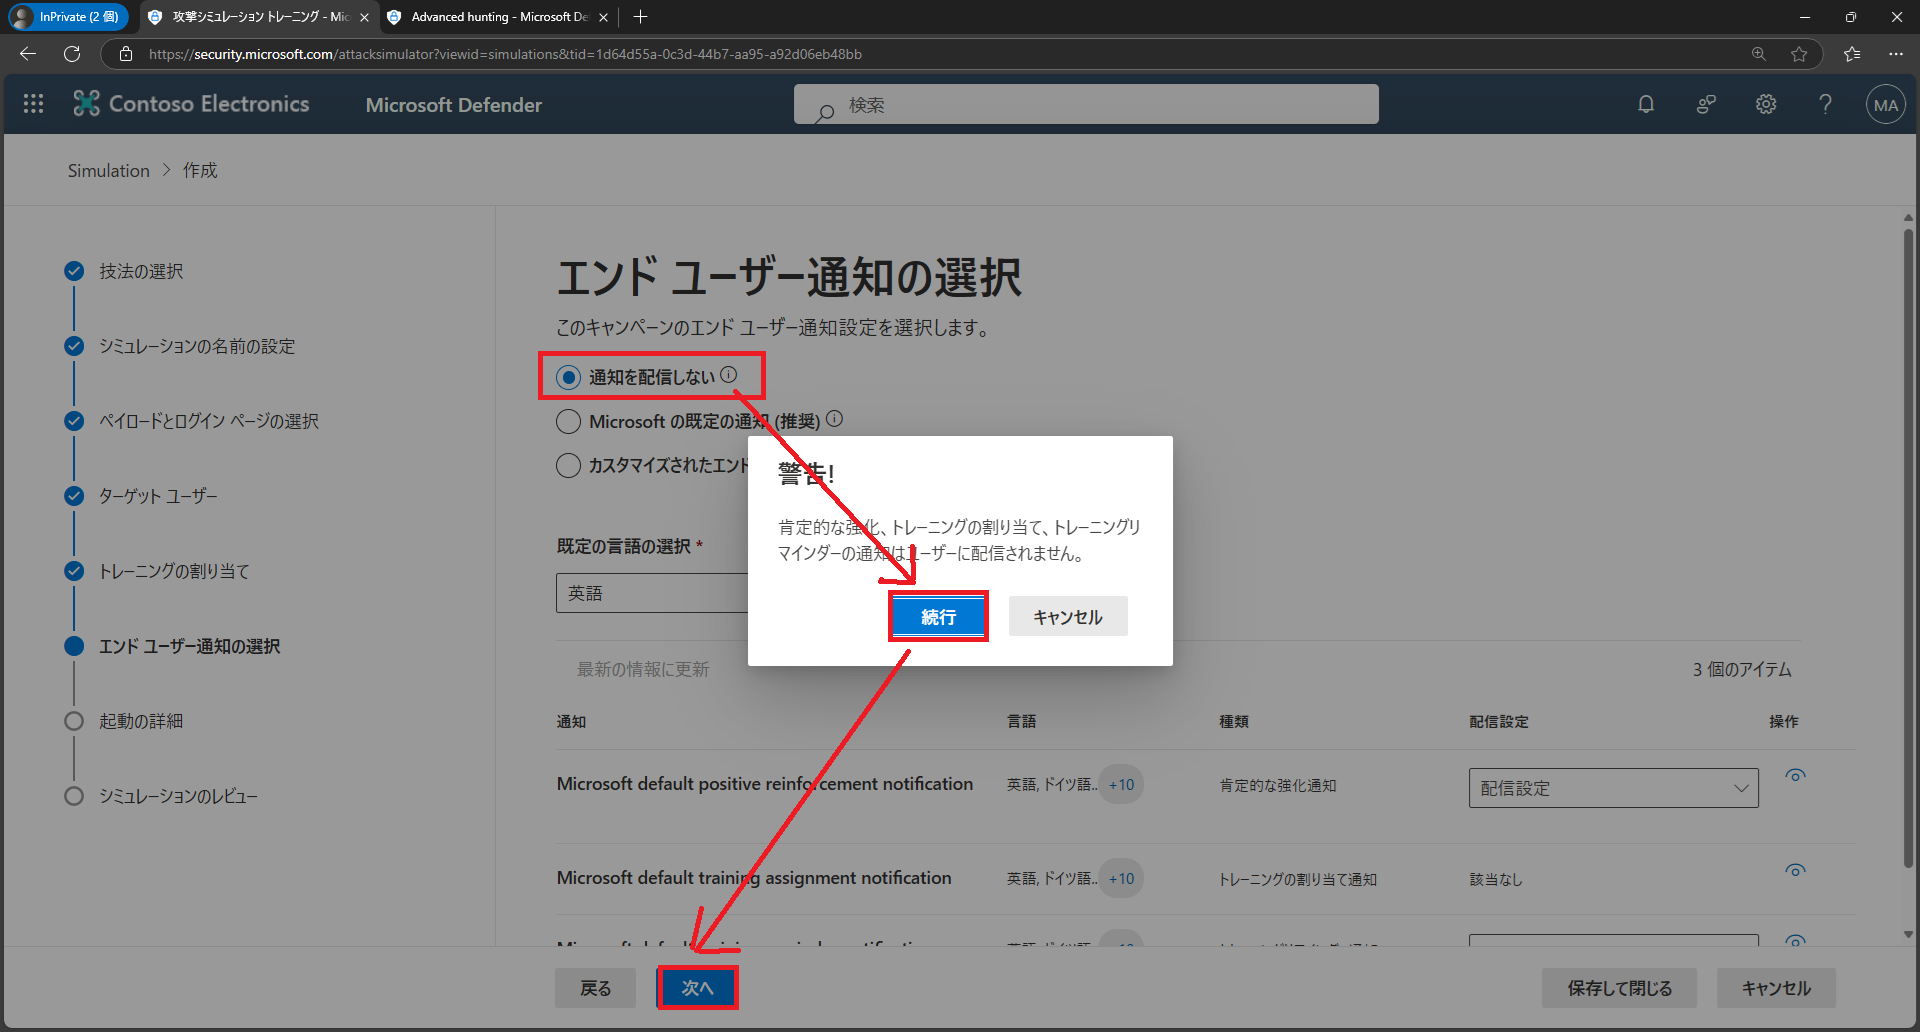 InPrivate (2 個)
攻撃シミュレーション トレーニング - Mic
Advanced hunting - Microsoft De
https://security.microsoft.com/attacksimulator?viewid=simulations&tid=1d64d55a-0c3d-44b7-aa95-a92d06eb48bb
Contoso Electronics
Microsoft Defender
検索
MA
Simulation > 作成
技法の選択
シミュレーションの名前の設定
ペイロードとログイン ページの選択
ターゲット ユーザー
トレーニングの割り当て
エンド ユーザー通知の選択
起動の詳細
シミュレーションのレビュー
エンド ユーザー通知の選択
このキャンペーンのエンド ユーザー通知設定を選択します。
通知を配信しない
Microsoft の既定の通知 (推奨)
カスタマイズされたエンド
既定の言語の選択 *
英語
警告!
肯定的な強化、トレーニングの割り当て、トレーニングリ
マインダーの通知はユーザーに配信されません。
続行
キャンセル
最新の情報に更新
3 個のアイテム
通知 言語 種類 配信設定 操作
Microsoft default positive reinforcement notification 英語, ドイツ語.. +10 肯定的な強化通知 配信設定
Microsoft default training assignment notification 英語, ドイツ語.. +10 トレーニングの割り当て通知 該当なし
戻る
次へ
保存して閉じる
キャンセル